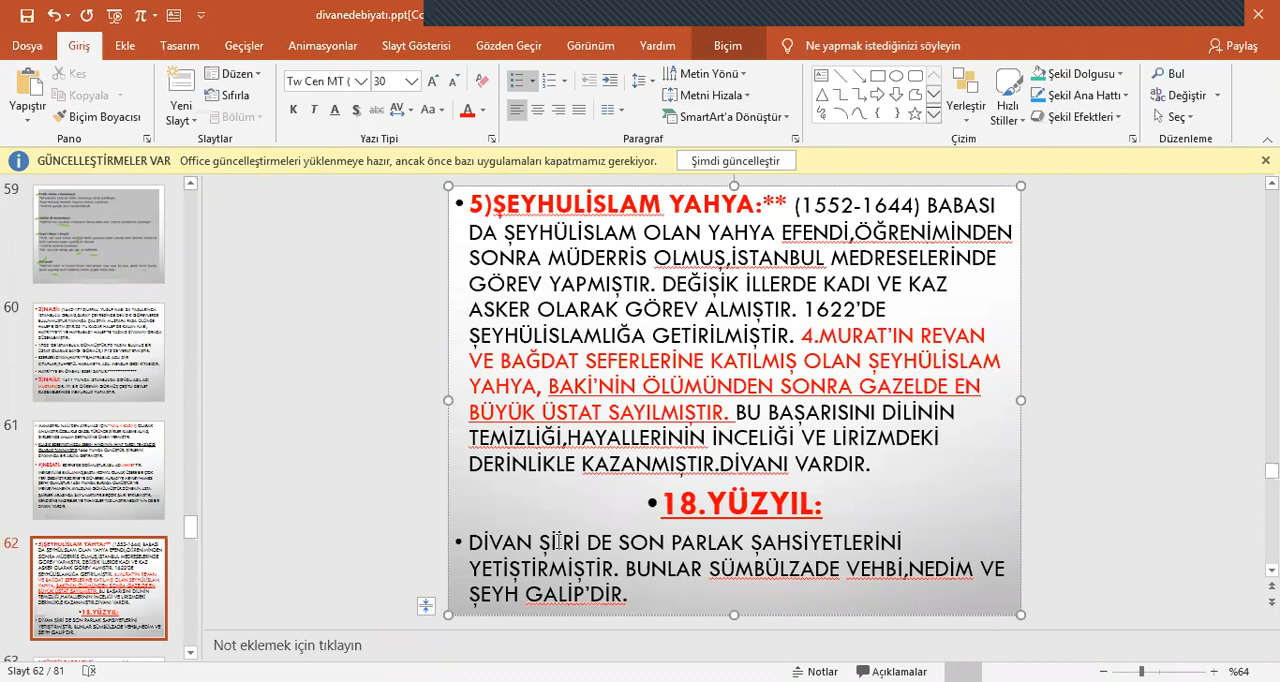 divanedebiyatı.ppt[Co
Dosya Giriş Ekle Tasarım Geçişler Animasyonlar Slayt Gösterisi Gözden Geçir Görünüm Yardım Biçim Ne yapmak istediğinizi söyleyin Paylaş
Yapıştır
Kes
Kopyala
Biçim Boyacısı
Pano
Yeni Slayt
Düzen
Sıfırla
Bölüm
Slaytlar
Tw Cen MT ( 30
K T A S abc AV Aa A
Yazı Tipi
Metin Yönü
Metni Hizala
SmartArt'a Dönüştür
Paragraf
Yerleştir
Hızlı Stiller
Şekil Dolgusu
Şekil Ana Hattı
Şekil Efektleri
Çizim
Bul
Değiştir
Seç
Düzenleme
GÜNCELLEŞTİRMELER VAR Office güncelleştirmeleri yüklenmeye hazır, ancak önce bazı uygulamaları kapatmamız gerekiyor. Şimdi güncelleştir
59
60
61
62
63
• 5)ŞEYHULİSLAM YAHYA:** (1552-1644) BABASI
DA ŞEYHÜLİSLAM OLAN YAHYA EFENDİ,ÖĞRENİMİNDEN
SONRA MÜDERRİS OLMUŞ,İSTANBUL MEDRESELERİNDE
GÖREV YAPMIŞTIR. DEĞİŞİK İLLERDE KADI VE KAZ
ASKER OLARAK GÖREV ALMIŞTIR. 1622'DE
ŞEYHÜLİSLAMLIĞA GETİRİLMİŞTİR. 4.MURAT'IN REVAN
VE BAĞDAT SEFERLERİNE KATILMIŞ OLAN ŞEYHÜLİSLAM
YAHYA, BAKİ'NİN ÖLÜMÜNDEN SONRA GAZELDE EN
BÜYÜK ÜSTAT SAYILMIŞTIR. BU BAŞARISINI DİLİNİN
TEMİZLİĞİ,HAYALLERİNİN İNCELİĞİ VE LİRİZMDEKİ
DERİNLİKLE KAZANMIŞTIR.DİVANI VARDIR.
• 18.YÜZYIL:
• DİVAN ŞİİRİ DE SON PARLAK ŞAHSİYETLERİNİ
YETİŞTİRMİŞTİR. BUNLAR SÜMBÜLZADE VEHBİ,NEDİM VE
ŞEYH GALİP'DİR.
Not eklemek için tıklayın
Slayt 62 / 81
Notlar Açıklamalar %64